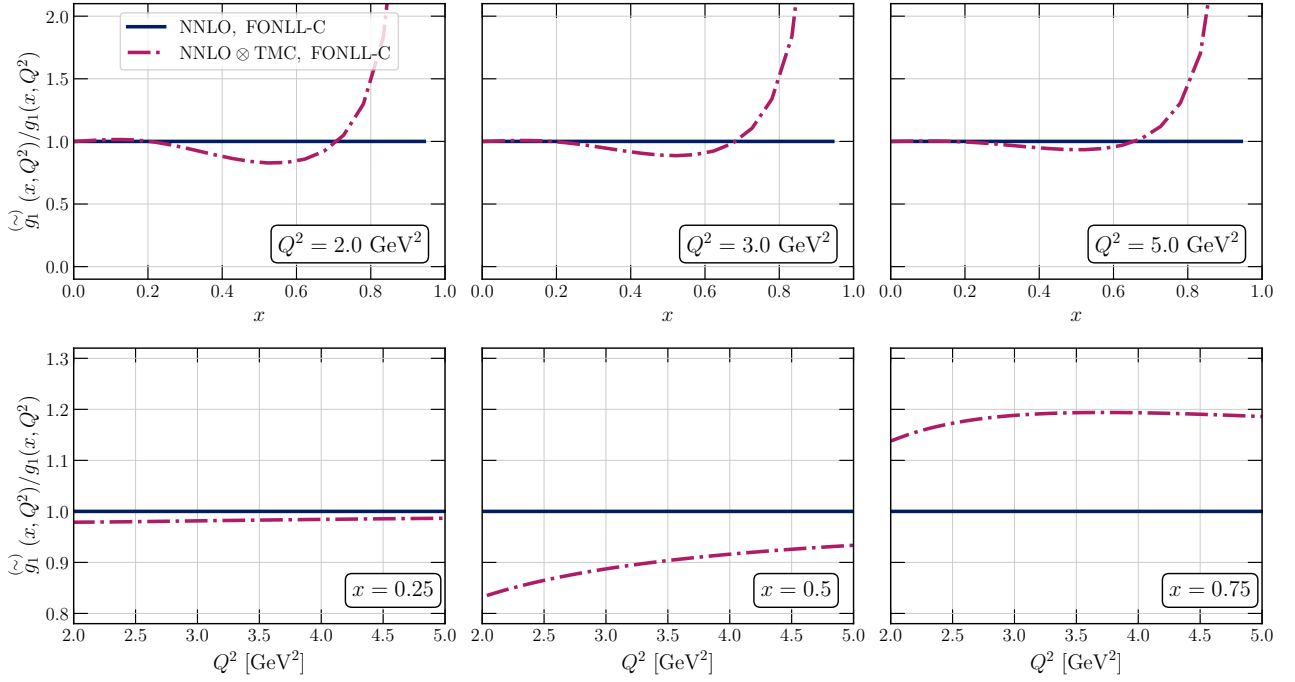 NNLO, FONLL-C
NNLO ⊗ TMC, FONLL-C
2.0
1.5
1.0
0.5
0.0
g₁^(∼)(x, Q²)/g₁(x, Q²)
Q² = 2.0 GeV²
0.0 0.2 0.4 0.6 0.8 1.0
x
Q² = 3.0 GeV²
0.0 0.2 0.4 0.6 0.8 1.0
x
Q² = 5.0 GeV²
0.0 0.2 0.4 0.6 0.8 1.0
x
1.3
1.2
1.1
1.0
0.9
0.8
g₁^(∼)(x, Q²)/g₁(x, Q²)
x = 0.25
2.0 2.5 3.0 3.5 4.0 4.5 5.0
Q² [GeV²]
x = 0.5
2.0 2.5 3.0 3.5 4.0 4.5 5.0
Q² [GeV²]
x = 0.75
2.0 2.5 3.0 3.5 4.0 4.5 5.0
Q² [GeV²]